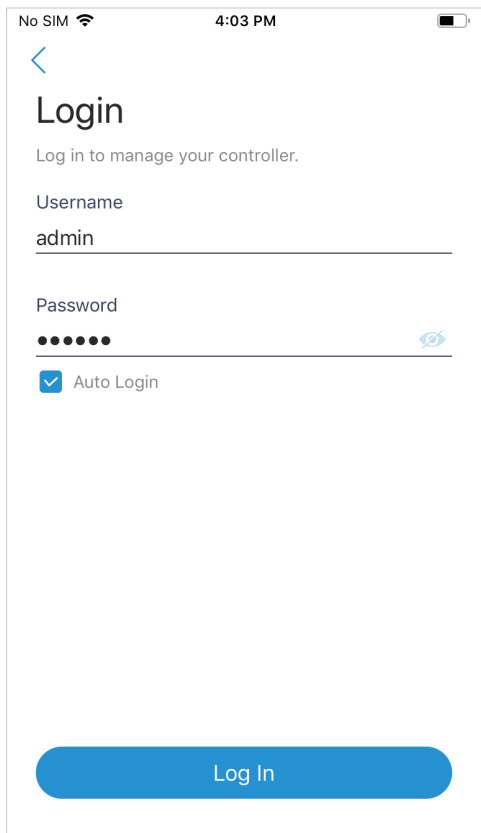 No SIM 4:03 PM
Login
Log in to manage your controller.
Username
admin
Password
••••••
Auto Login
Log In